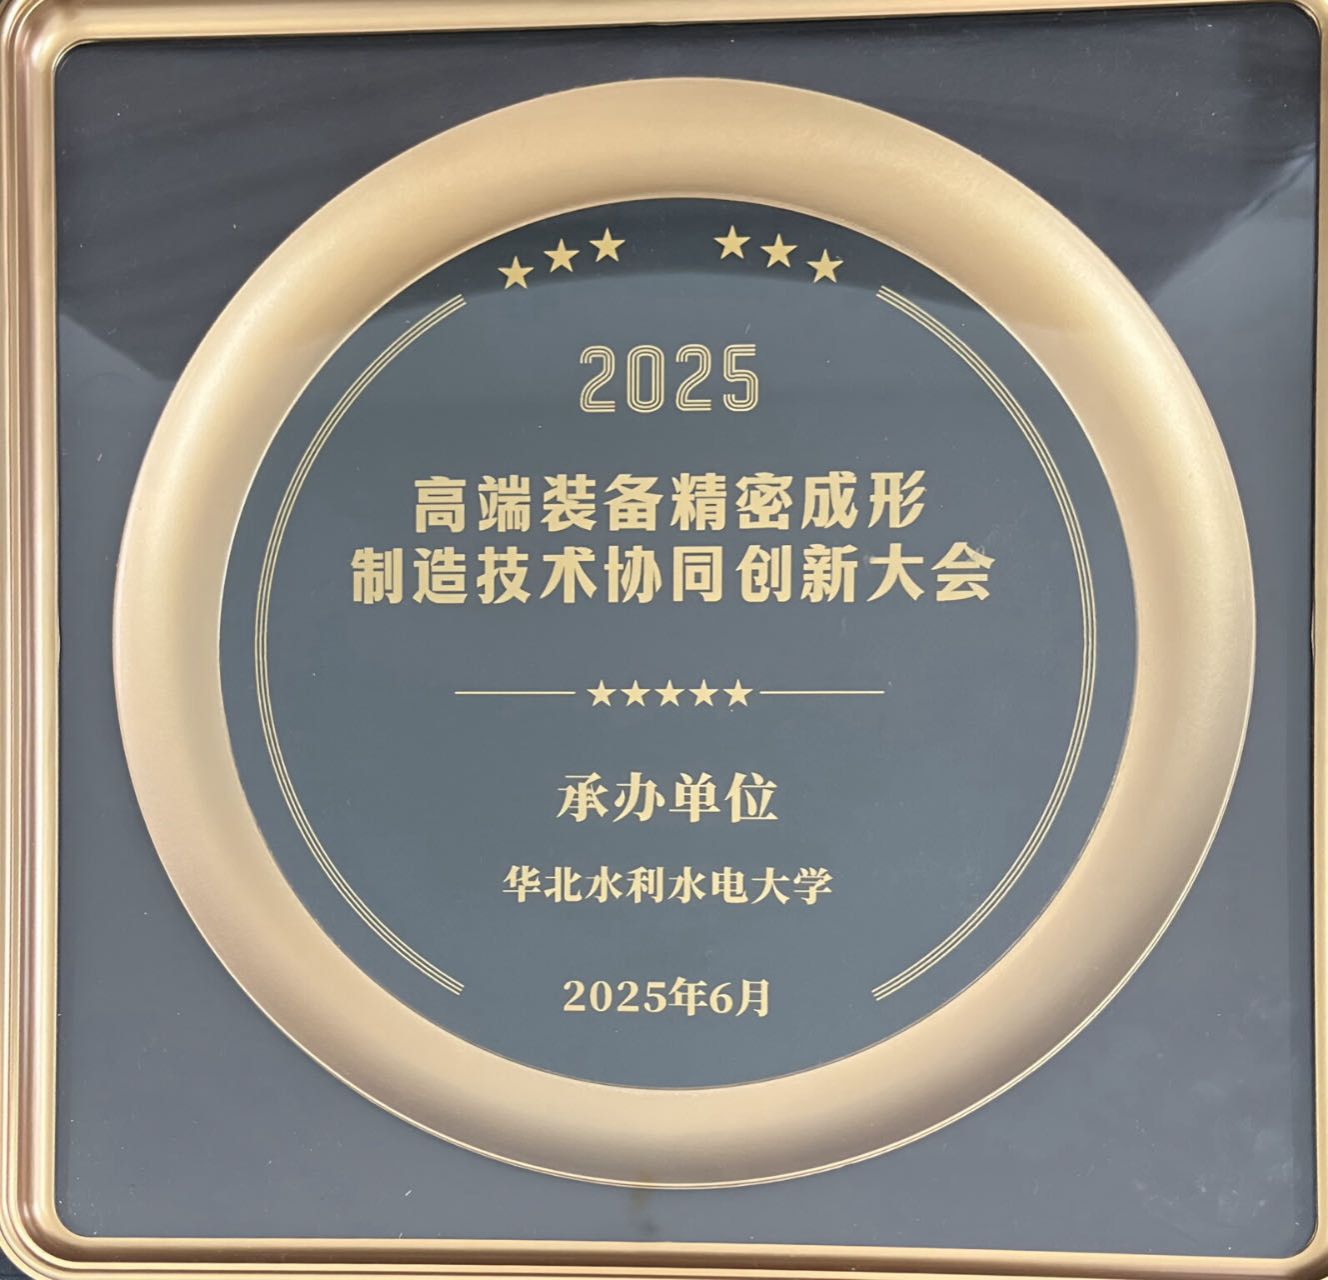 2025
高端装备精密成形
制造技术协同创新大会
承办单位
华北水利水电大学
2025年6月